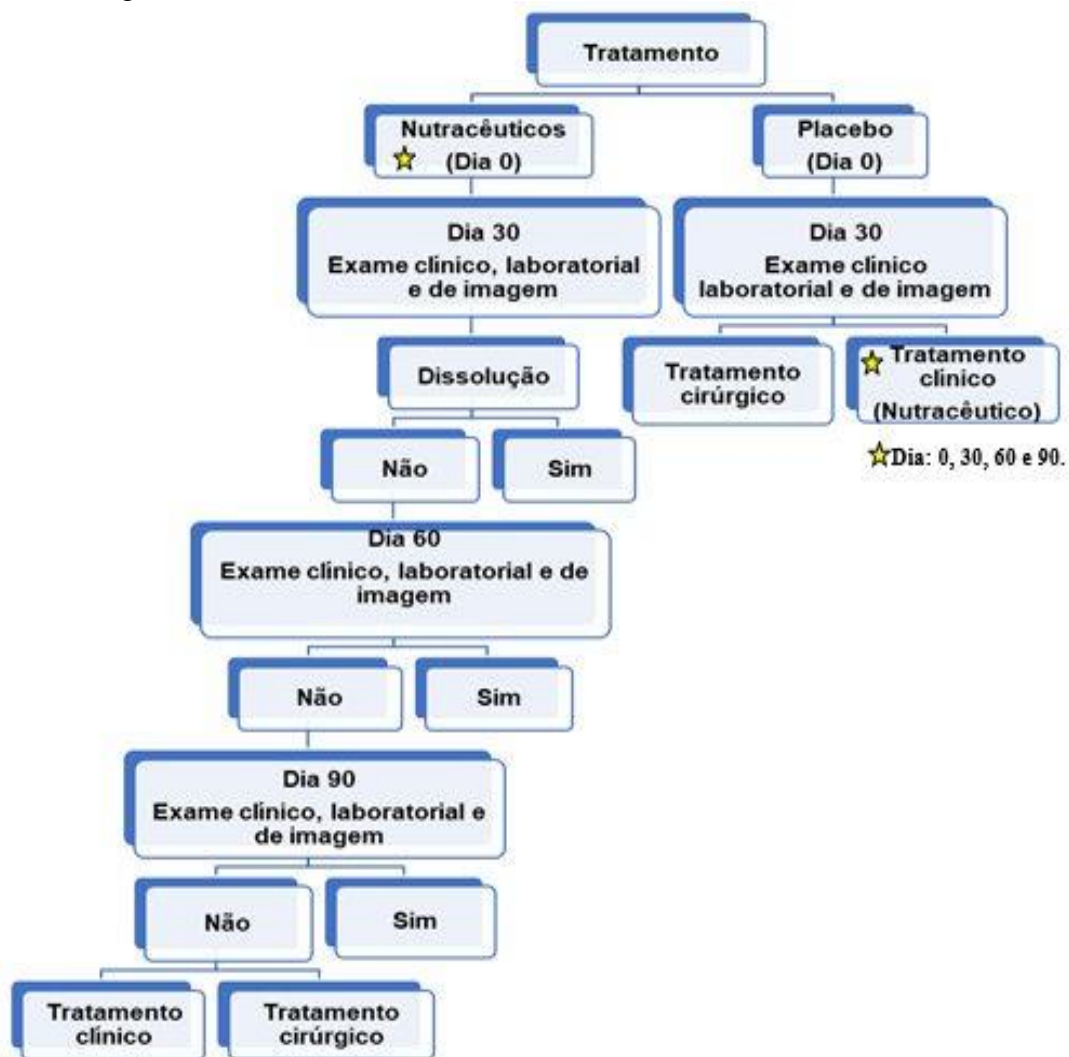 Tratamento
Nutracêuticos
(Dia 0)
Placebo
(Dia 0)
Dia 30
Exame clínico, laboratorial
e de imagem
Dia 30
Exame clínico
laboratorial e de imagem
Dissolução
Tratamento
cirúrgico
Tratamento
clínico
(Nutracêutico)
Não
Sim
Dia: 0, 30, 60 e 90.
Dia 60
Exame clínico, laboratorial e de
imagem
Não
Sim
Dia 90
Exame clínico, laboratorial e
de imagem
Não
Sim
Tratamento
clínico
Tratamento
cirúrgico